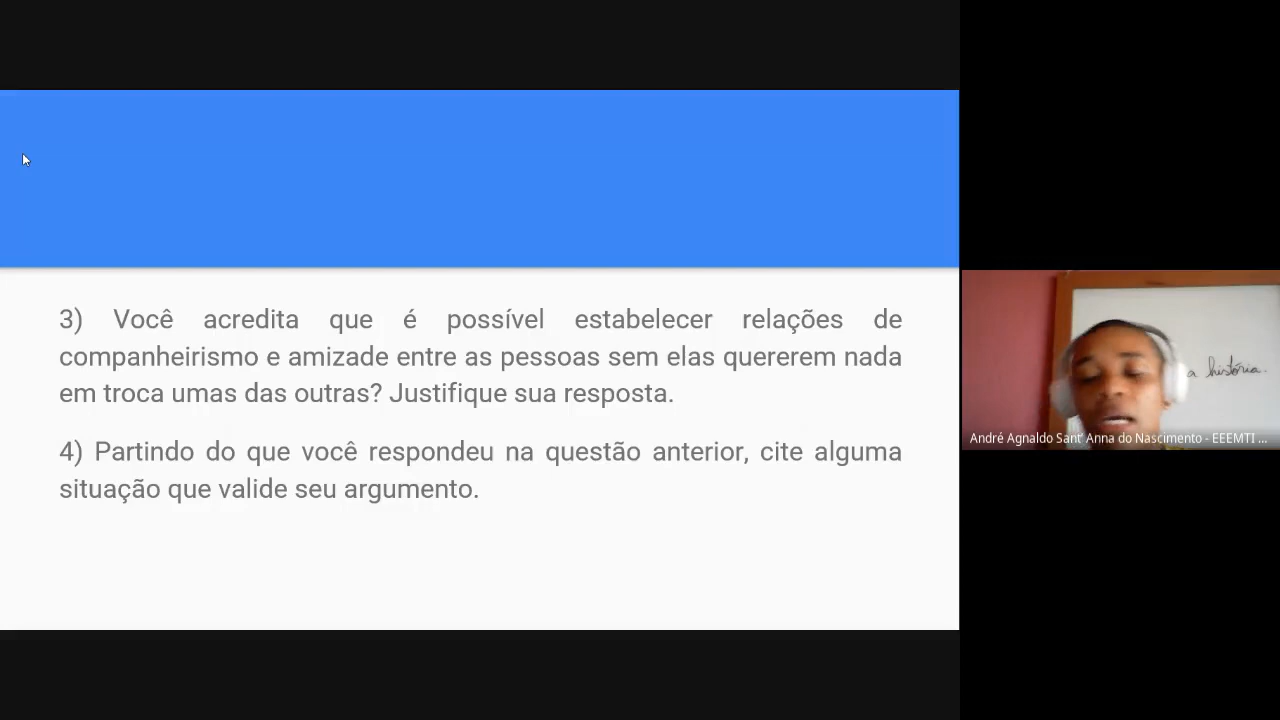 3) Você acredita que é possível estabelecer relações de
companheirismo e amizade entre as pessoas sem elas quererem nada
em troca umas das outras? Justifique sua resposta.
4) Partindo do que você respondeu na questão anterior, cite alguma
situação que valide seu argumento.
a história.
André Agnaldo Sant' Anna do Nascimento - EEEMTI ...